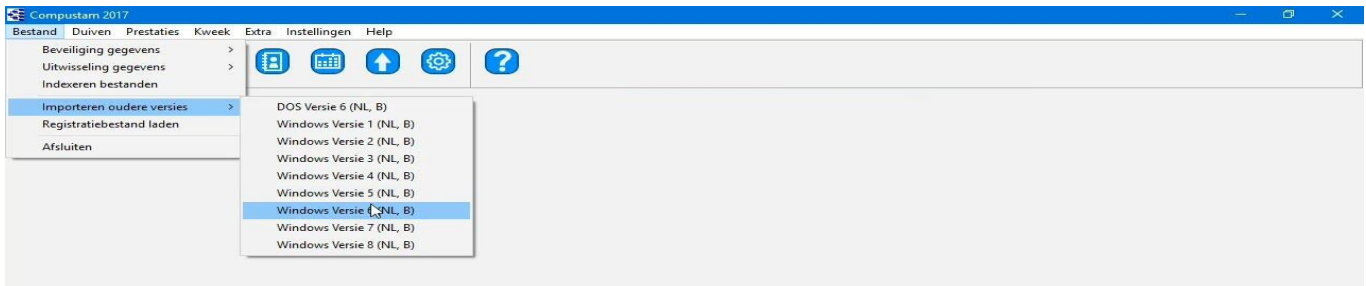 Compustam 2017
Bestand Duiven Prestaties Kweek Extra Instellingen Help
Beveiliging gegevens
Uitwisseling gegevens
Indexeren bestanden
Importeren oudere versies
Registratiebestand laden
Afsluiten
DOS Versie 6 (NL, B)
Windows Versie 1 (NL, B)
Windows Versie 2 (NL, B)
Windows Versie 3 (NL, B)
Windows Versie 4 (NL, B)
Windows Versie 5 (NL, B)
Windows Versie 6 (NL, B)
Windows Versie 7 (NL, B)
Windows Versie 8 (NL, B)